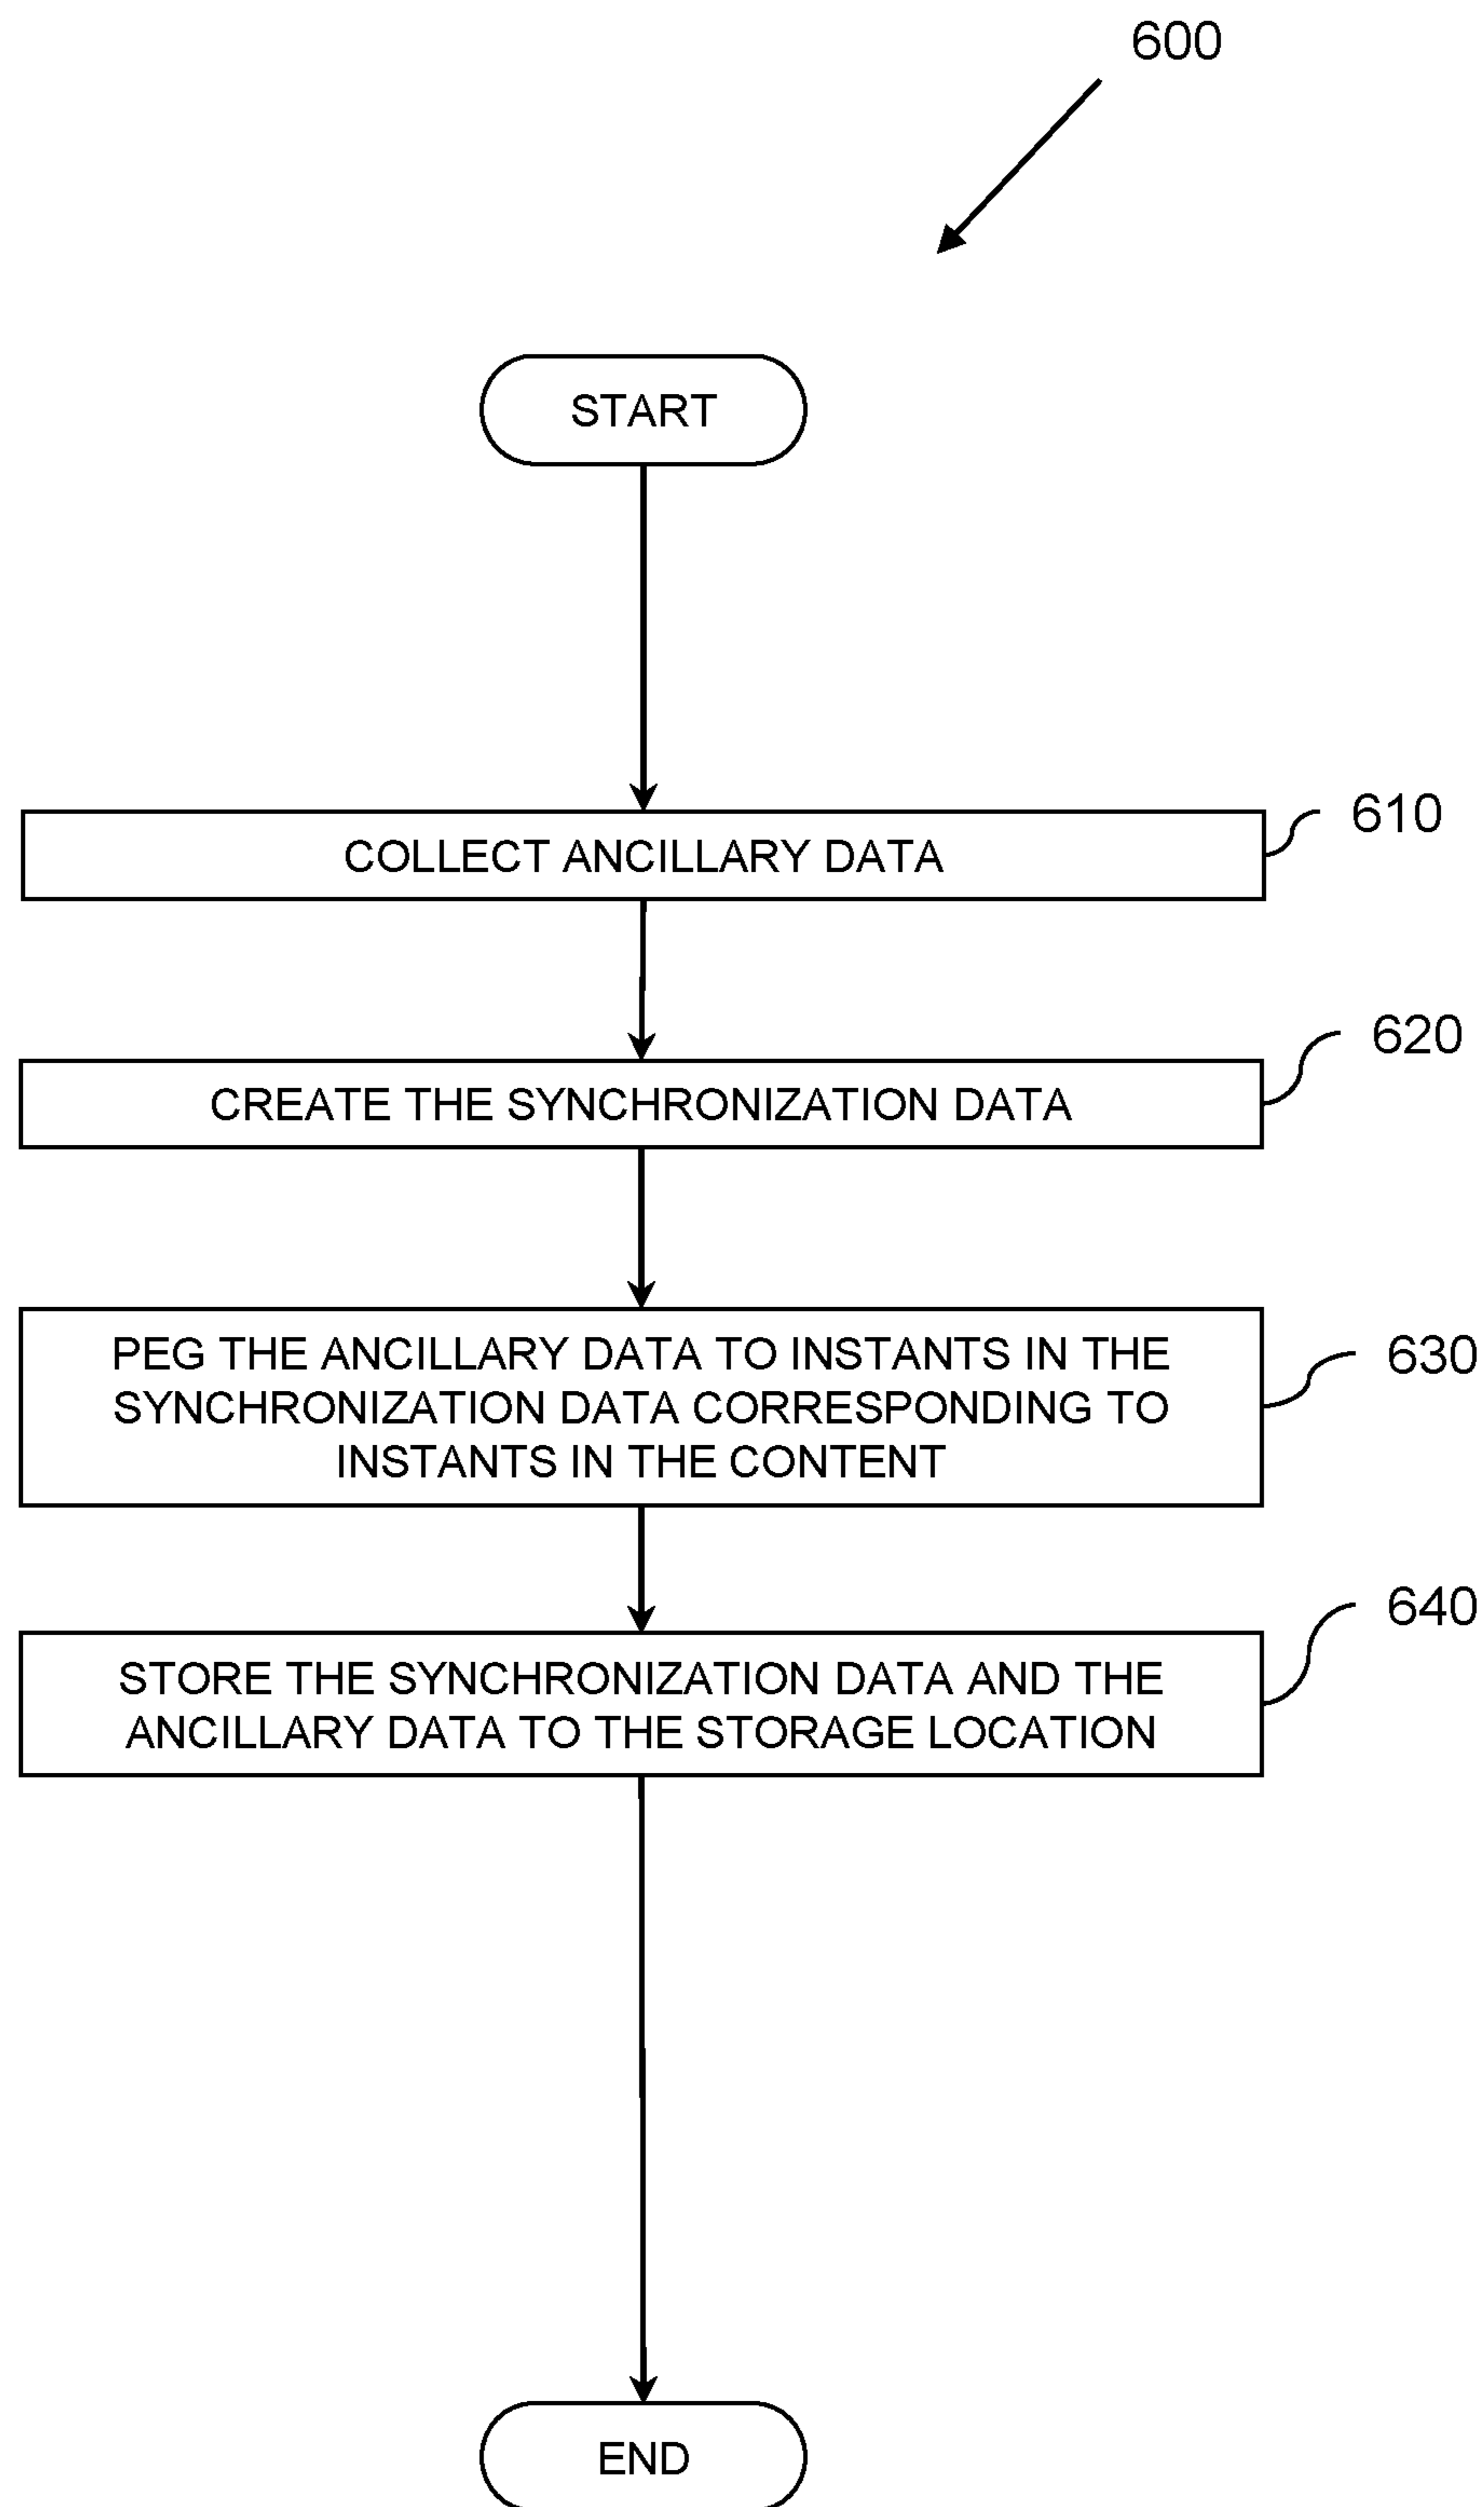 600
START
COLLECT ANCILLARY DATA
610
CREATE THE SYNCHRONIZATION DATA
620
PEG THE ANCILLARY DATA TO INSTANTS IN THE
SYNCHRONIZATION DATA CORRESPONDING TO
INSTANTS IN THE CONTENT
630
STORE THE SYNCHRONIZATION DATA AND THE
ANCILLARY DATA TO THE STORAGE LOCATION
640
END